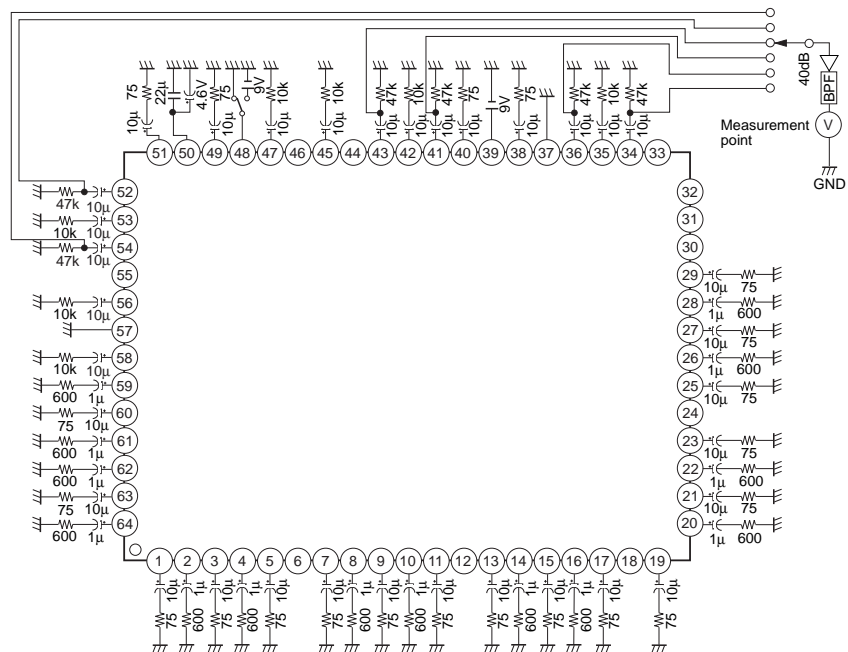 40dB
BPF
V
Measurement
point
GND
75
10μ
22μ
4.6V
75
10μ
9V
10k
10μ
10k
10μ
47k
10μ
10k
10μ
47k
10μ
75
10μ
9V
75
10μ
47k
10μ
10k
10μ
47k
10μ
51 50 49 48 47 46 45 44 43 42 41 40 39 38 37 36 35 34 33
52
47k 10μ
53
10k 10μ
54
47k 10μ
55
56
10k 10μ
57
58
10k 10μ
59
600 1μ
60
75 10μ
61
600 1μ
62
600 1μ
63
75 10μ
64
600 1μ
32
31
30
29
10μ 75
28
1μ 600
27
10μ 75
26
1μ 600
25
10μ 75
24
23
10μ 75
22
1μ 600
21
10μ 75
20
1μ 600
1 2 3 4 5 6 7 8 9 10 11 12 13 14 15 16 17 18 19
10μ 1μ 10μ 1μ 10μ 10μ 1μ 10μ 1μ 10μ 10μ 1μ 10μ 1μ 10μ 10μ
75 600 75 600 75 75 600 75 600 75 75 600 75 600 75 75